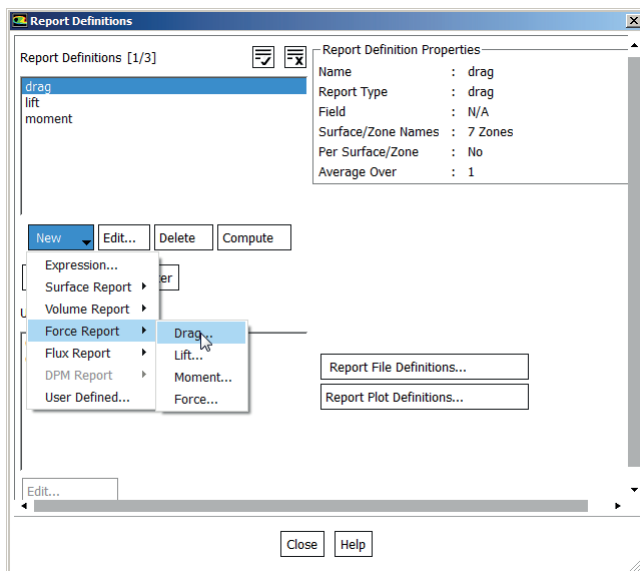 Report Definitions
Report Definitions [1/3]
drag
lift
moment
Report Definition Properties
Name : drag
Report Type : drag
Field : N/A
Surface/Zone Names : 7 Zones
Per Surface/Zone : No
Average Over : 1
New
Edit...
Delete
Compute
Expression...
Surface Report
Volume Report
Force Report
Flux Report
DPM Report
User Defined...
Drag...
Lift...
Moment...
Force...
Report File Definitions...
Report Plot Definitions...
Edit...
Close
Help